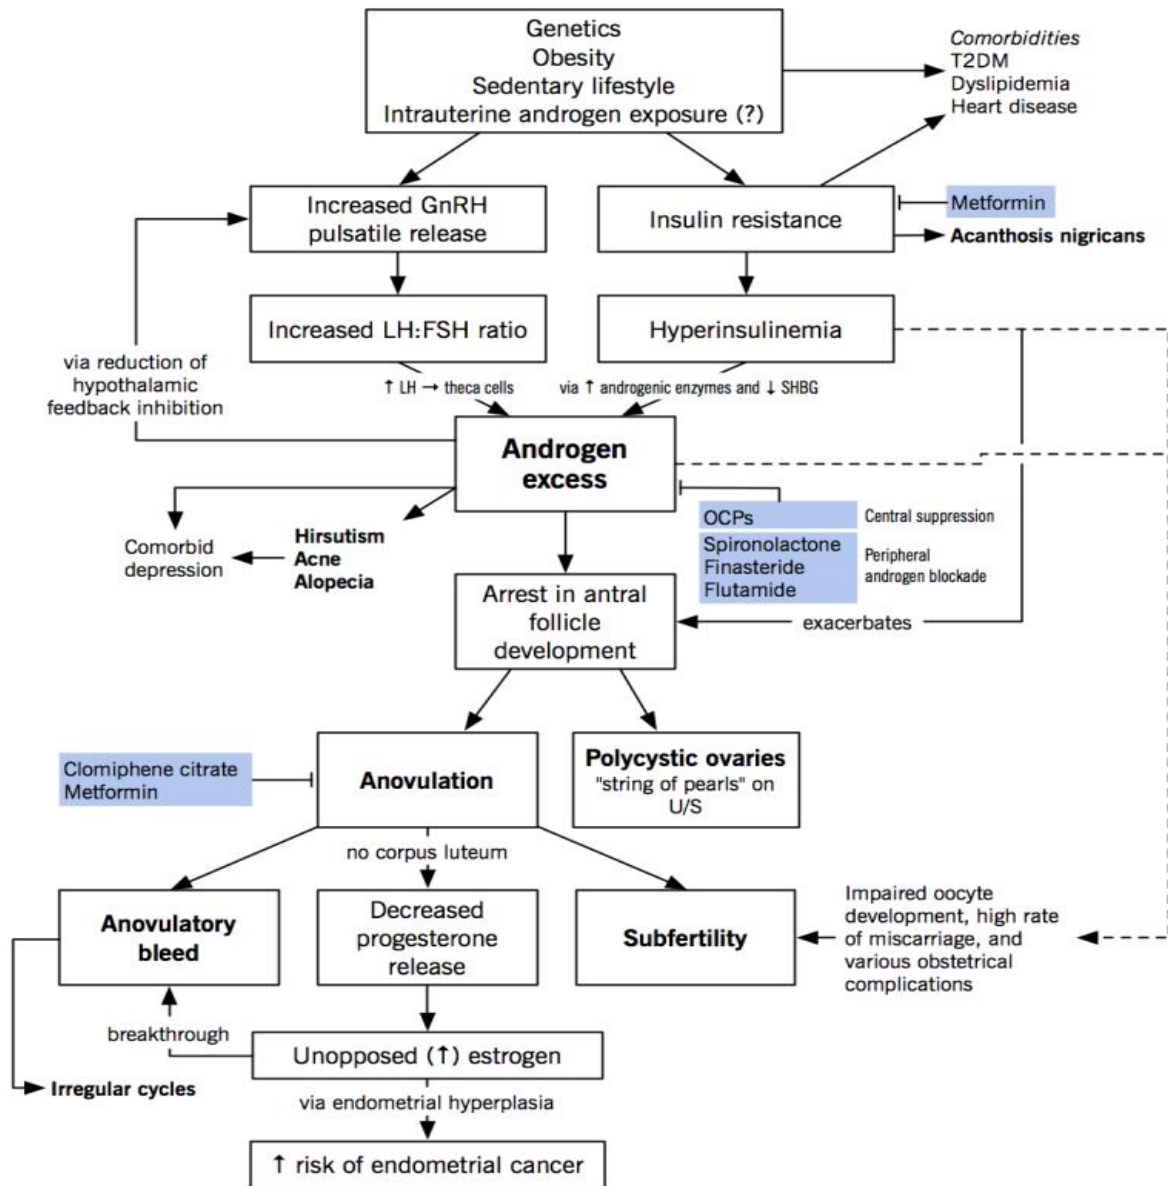 Genetics
Obesity
Sedentary lifestyle
Intrauterine androgen exposure (?)
Comorbidities
T2DM
Dyslipidemia
Heart disease
Increased GnRH
pulsatile release
Insulin resistance
Metformin
Acanthosis nigricans
Increased LH:FSH ratio
Hyperinsulinemia
via reduction of
hypothalamic
feedback inhibition
↑ LH → theca cells
via ↑ androgenic enzymes and ↓ SHBG
Androgen
excess
OCPs
Central suppression
Spironolactone
Finasteride
Flutamide
Peripheral
androgen blockade
Comorbid
depression
Hirsutism
Acne
Alopecia
Arrest in antral
follicle
development
exacerbates
Clomiphene citrate
Metformin
Anovulation
Polycystic ovaries
"string of pearls" on
U/S
no corpus luteum
Anovulatory
bleed
Decreased
progesterone
release
Subfertility
Impaired oocyte
development, high rate
of miscarriage, and
various obstetrical
complications
breakthrough
Unopposed (↑) estrogen
Irregular cycles
via endometrial hyperplasia
↑ risk of endometrial cancer